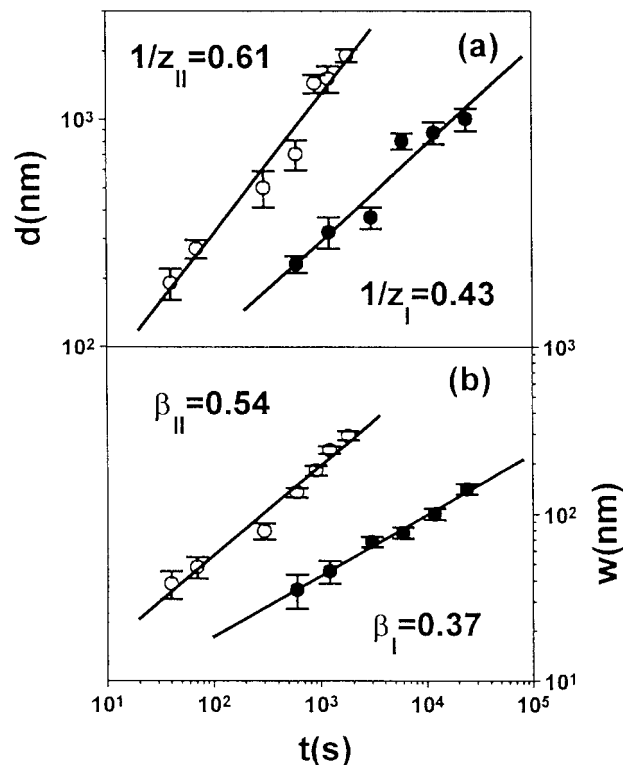 (a)
1/z_II=0.61
10^3
d(nm)
1/z_I=0.43
10^2
10^3
(b)
β_II=0.54
10^2
w(nm)
β_I=0.37
10^1
10^1 10^2 10^3 10^4 10^5
t(s)